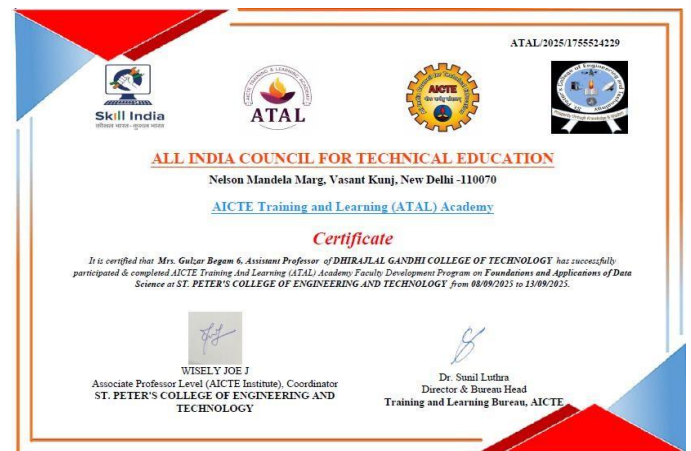 ATAL/2025/1755524229
Skill India
कौशल भारत-कुशल भारत
ATAL
AICTE
ALL INDIA COUNCIL FOR TECHNICAL EDUCATION
Nelson Mandela Marg, Vasant Kunj, New Delhi -110070
AICTE Training and Learning (ATAL) Academy
Certificate
It is certified that Mrs. Gulzar Begam 6, Assistant Professor of DHIRAJLAL GANDHI COLLEGE OF TECHNOLOGY has successfully
participated & completed AICTE Training And Learning (ATAL) Academy Faculty Development Program on Foundations and Applications of Data
Science at ST. PETER'S COLLEGE OF ENGINEERING AND TECHNOLOGY from 08/09/2025 to 13/09/2025.
WISELY JOE J
Associate Professor Level (AICTE Institute), Coordinator
ST. PETER'S COLLEGE OF ENGINEERING AND
TECHNOLOGY
Dr. Sunil Luthra
Director & Bureau Head
Training and Learning Bureau, AICTE